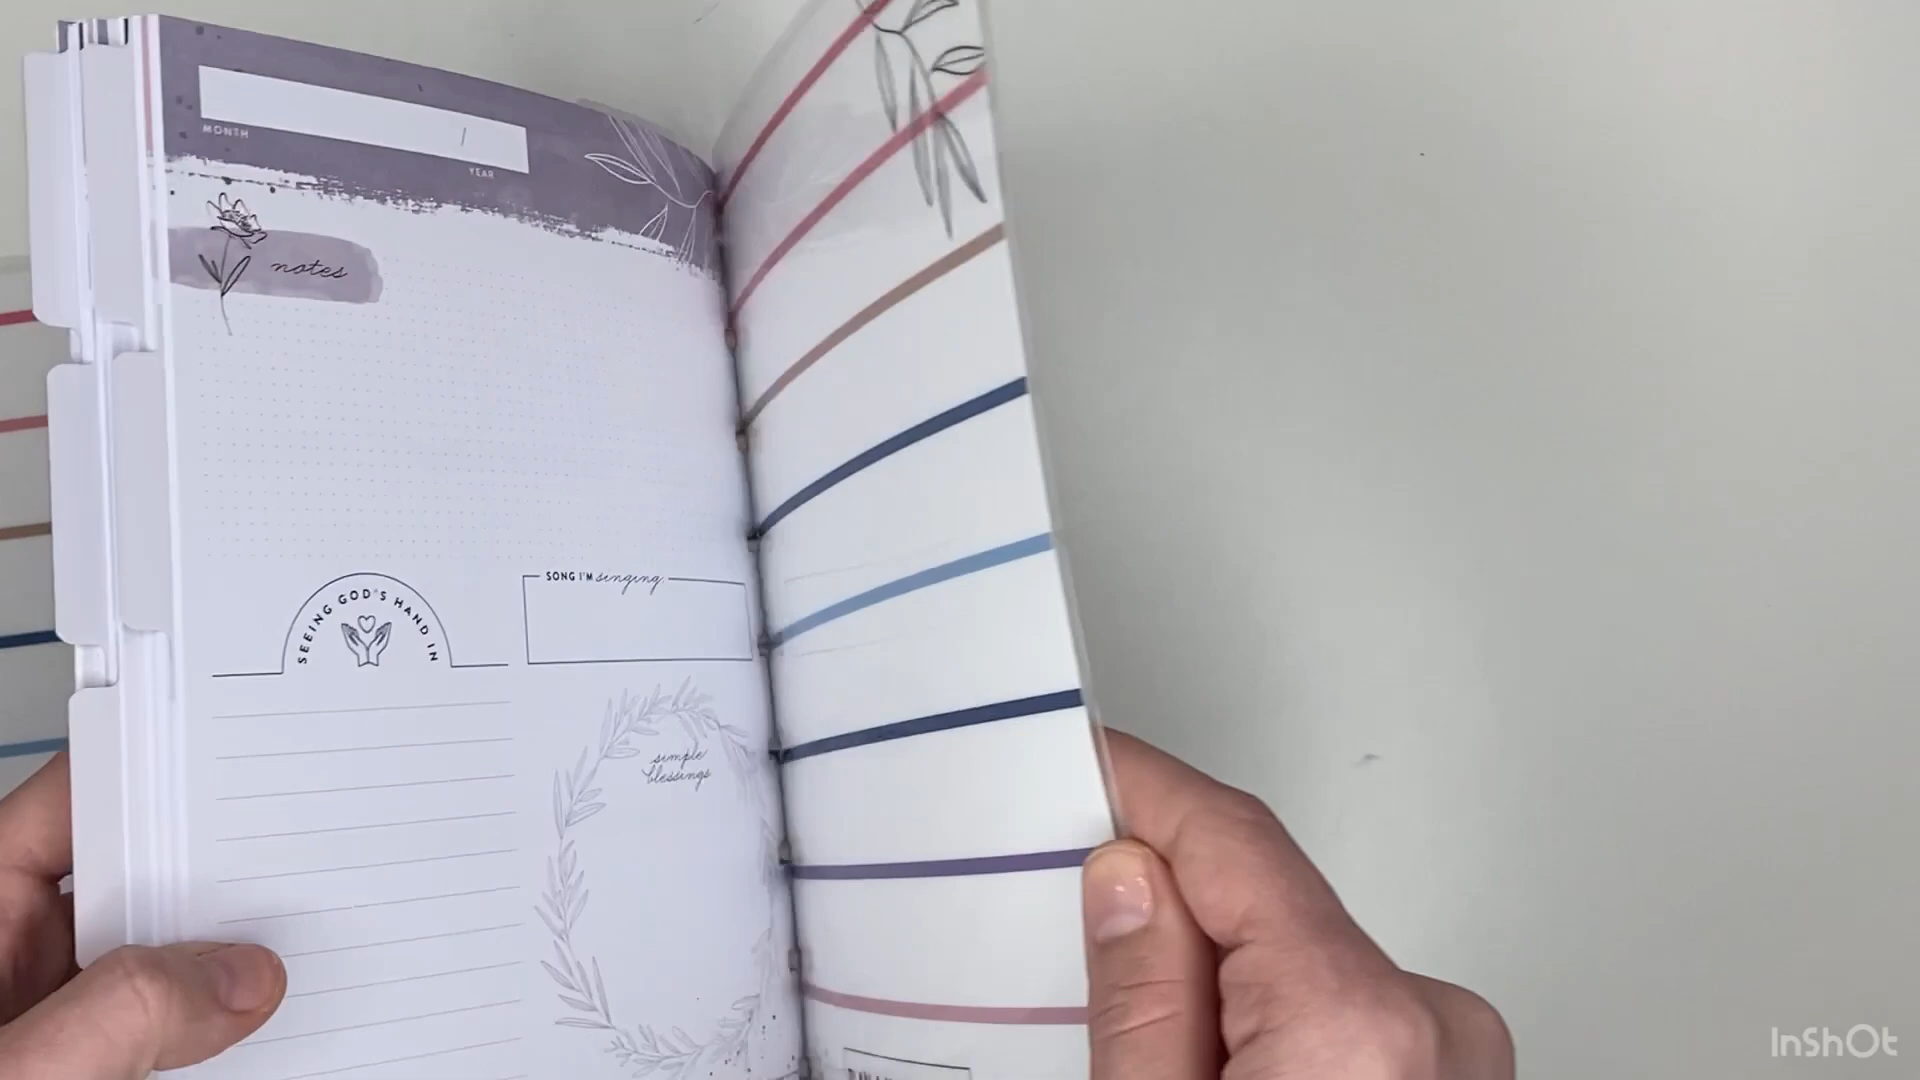 MONTH
/
YEAR
notes
SEEING GOD'S HAND IN
SONG I'M singing.
simple
blessings
InShOt